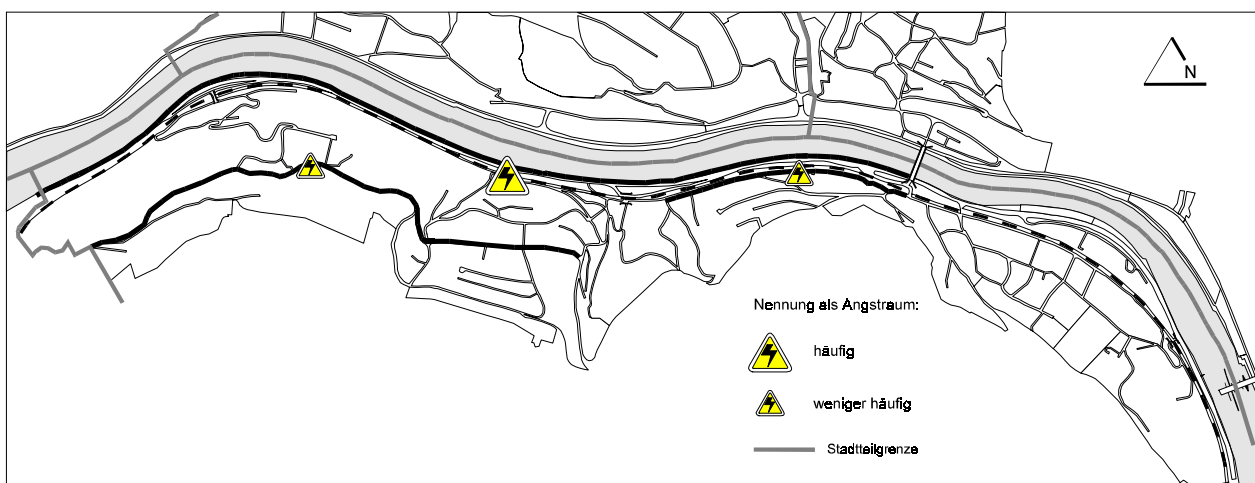 N
Nennung als Angstraum:
häufig
weniger häufig
Stadtteilgrenze